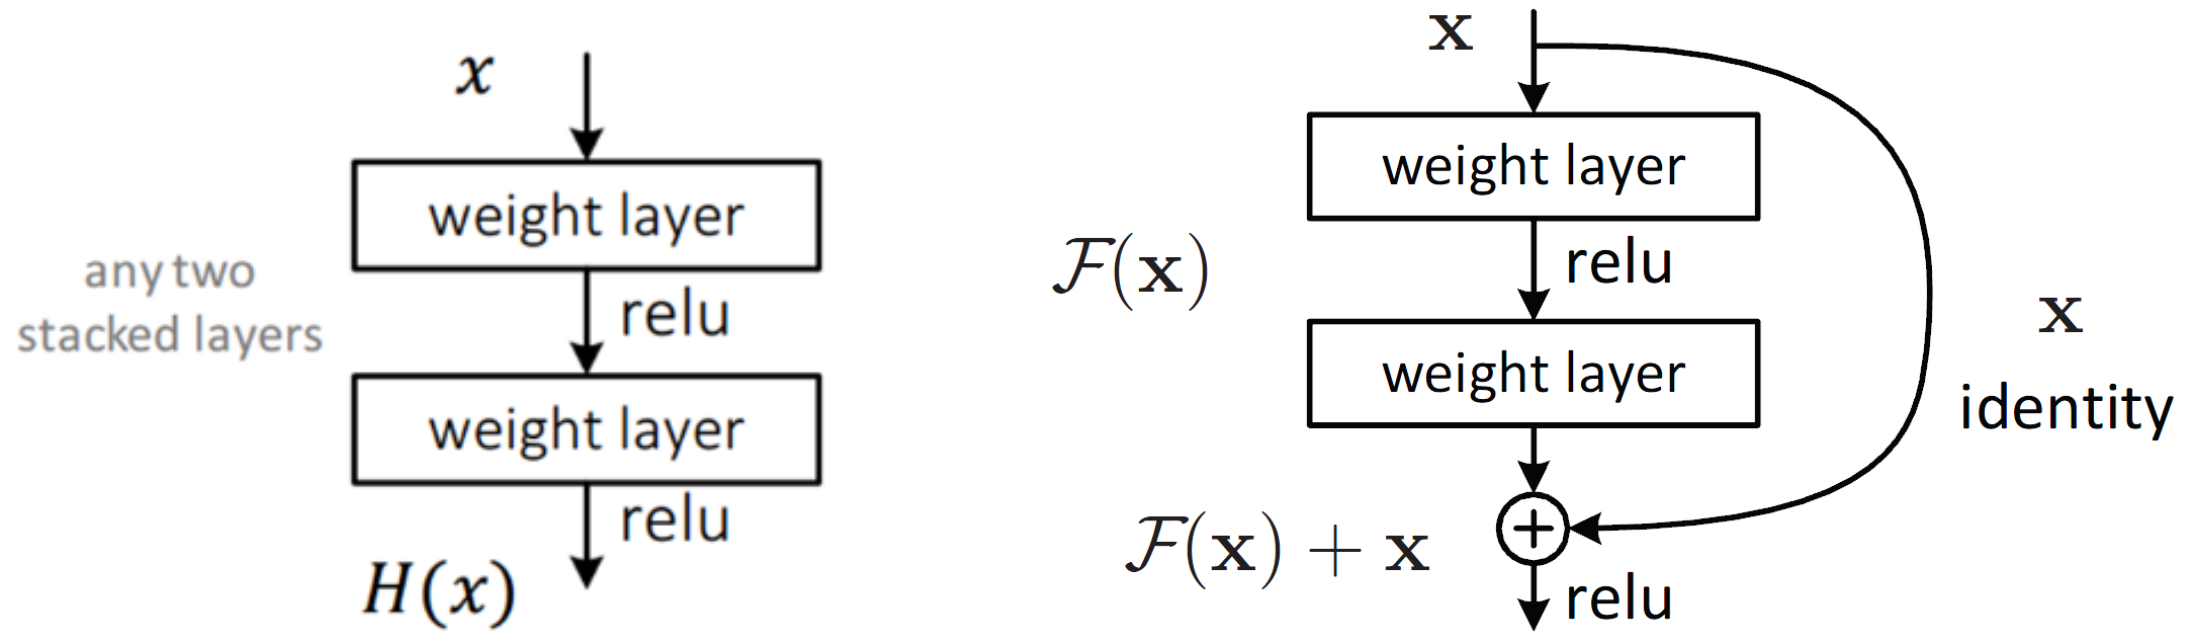 x
weight layer
any two
stacked layers
relu
weight layer
relu
H(x)
x
weight layer
F(x)
relu
weight layer
x
identity
F(x) + x
+
relu